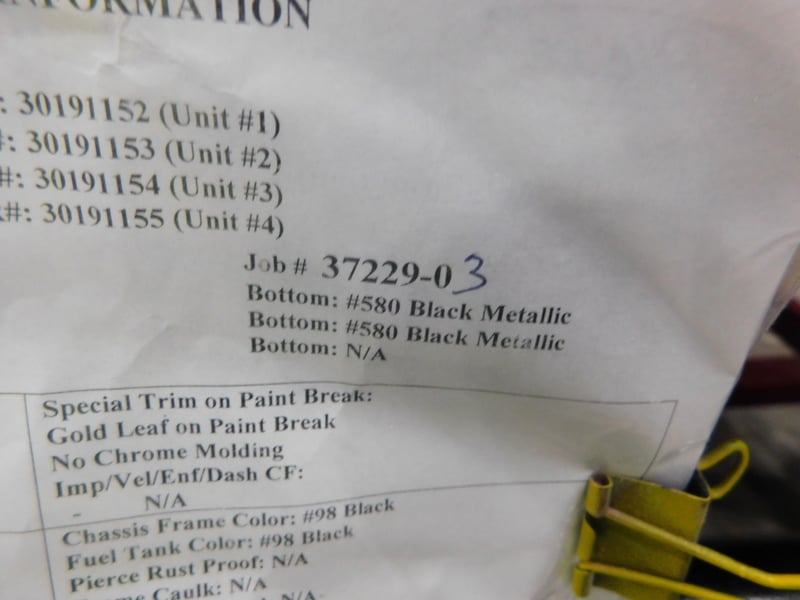 INFORMATION
: 30191152 (Unit #1)
#: 30191153 (Unit #2)
#: 30191154 (Unit #3)
#: 30191155 (Unit #4)
Job # 37229-03
Bottom: #580 Black Metallic
Bottom: #580 Black Metallic
Bottom: N/A
Special Trim on Paint Break:
Gold Leaf on Paint Break
No Chrome Molding
Imp/Vel/Enf/Dash CF:
- N/A
Chassis Frame Color: #98 Black
Fuel Tank Color: #98 Black
Pierce Rust Proof: N/A
Caulk: N/A
N/A